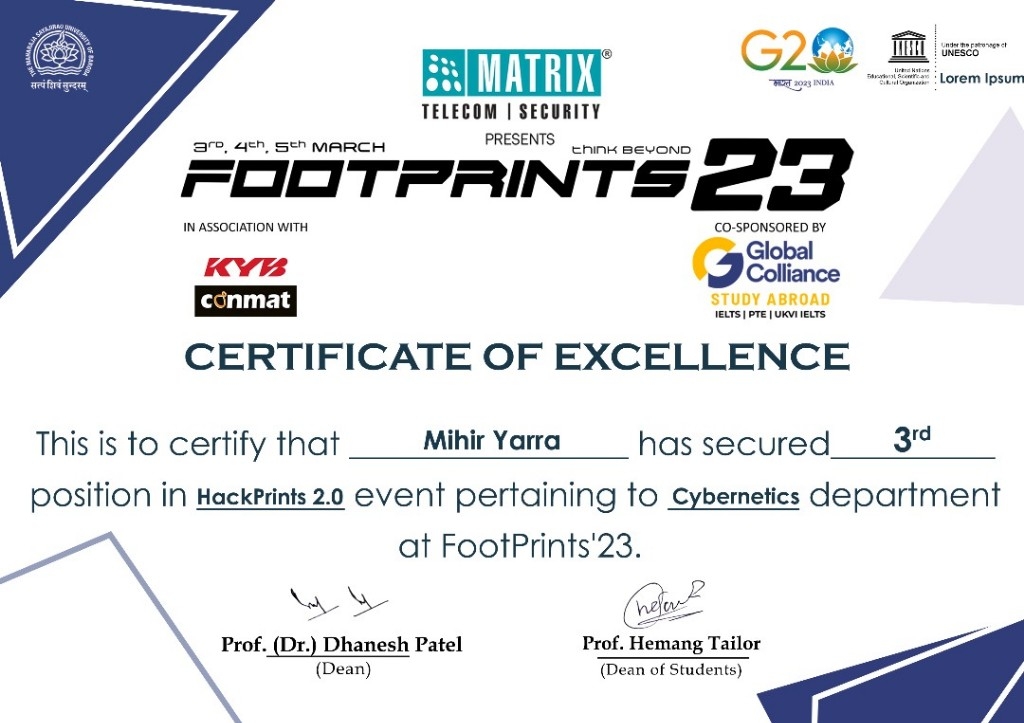 THE MAHARAJA SAYAJIRAO UNIVERSITY OF BARODA
सत्यं शिवं सुन्दरम्
MATRIX®
TELECOM | SECURITY
G20
भारत 2023 INDIA
UNESCO
United Nations
Educational, Scientific and
Cultural Organization
Under the patronage of
UNESCO
Lorem Ipsum
PRESENTS
3rd, 4th, 5th MARCH
think BEYOND
FOOTPRINTS 23
IN ASSOCIATION WITH
CO-SPONSORED BY
KYB
conmat
Global
Colliance
STUDY ABROAD
IELTS | PTE | UKVI IELTS
CERTIFICATE OF EXCELLENCE
This is to certify that Mihir Yarra has secured 3rd
position in HackPrints 2.0 event pertaining to Cybernetics department
at FootPrints'23.
Prof. (Dr.) Dhanesh Patel
(Dean)
Prof. Hemang Tailor
(Dean of Students)